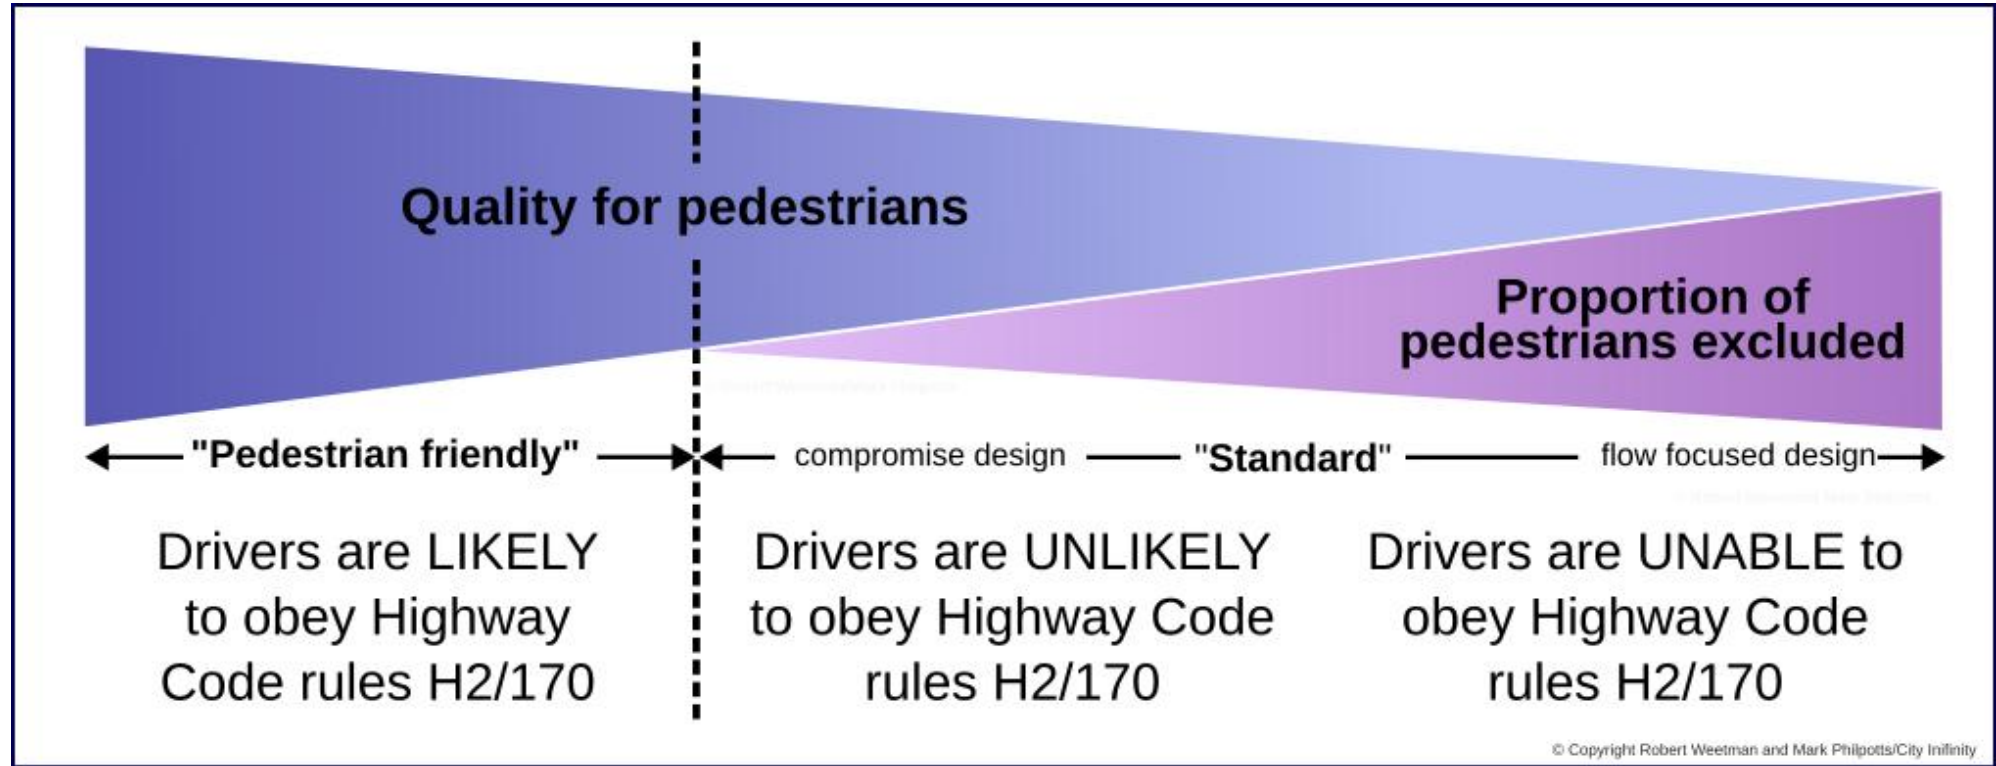 Quality for pedestrians
Proportion of
pedestrians excluded
"Pedestrian friendly" compromise design "Standard" flow focused design
Drivers are LIKELY
to obey Highway
Code rules H2/170
Drivers are UNLIKELY
to obey Highway Code
rules H2/170
Drivers are UNABLE to
obey Highway Code
rules H2/170
© Copyright Robert Weetman and Mark Philpotts/City Inifinity